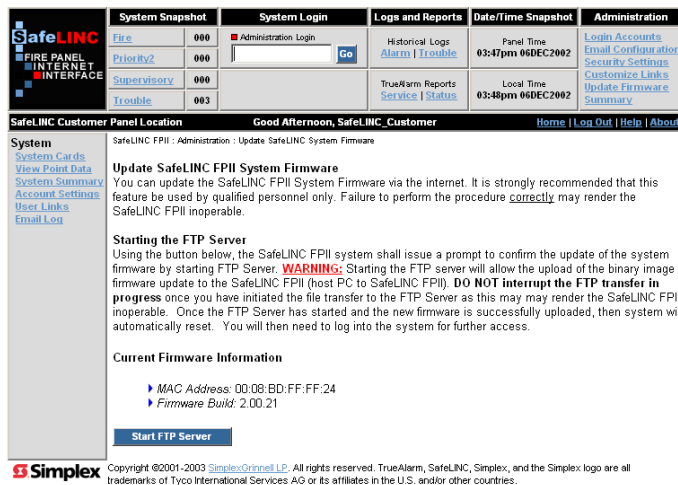 SafeLINC
FIRE PANEL
INTERNET
INTERFACE
System Snapshot
Fire 000
Priority2 000
Supervisory 000
Trouble 003
System Login
Administration Login
Go
Logs and Reports
Historical Logs
Alarm | Trouble
TrueAlarm Reports
Service | Status
Date/Time Snapshot
Panel Time
03:47pm 06DEC2002
Local Time
03:48pm 06DEC2002
Administration
Login Accounts
Email Configuration
Security Settings
Customize Links
Update Firmware
Summary
SafeLINC Customer Panel Location Good Afternoon, SafeLINC_Customer Home | Log Out | Help | About
System
System Cards
View Point Data
System Summary
Account Settings
User Links
Email Log
SafeLINC FPII : Administration : Update SafeLINC System Firmware
Update SafeLINC FPII System Firmware
You can update the SafeLINC FPII System Firmware via the internet. It is strongly recommended that this
feature be used by qualified personnel only. Failure to perform the procedure correctly may render the
SafeLINC FPII inoperable.
Starting the FTP Server
Using the button below, the SafeLINC FPII system shall issue a prompt to confirm the update of the system
firmware by starting FTP Server. WARNING: Starting the FTP server will allow the upload of the binary image
firmware update to the SafeLINC FPII (host PC to SafeLINC FPII). DO NOT interrupt the FTP transfer in
progress once you have initiated the file transfer to the FTP Server as this may may render the SafeLINC FPI
inoperable. Once the FTP Server has started and the new firmware is successfully uploaded, then system wi
automatically reset. You will then need to log into the system for further access.
Current Firmware Information
MAC Address: 00:08:BD:FF:FF:24
Firmware Build: 2.00.21
Start FTP Server
Simplex
Copyright ©2001-2003 SimplexGrinnell LP. All rights reserved. TrueAlarm, SafeLINC, Simplex, and the Simplex logo are all
trademarks of Tyco International Services AG or its affiliates in the U.S. and/or other countries.